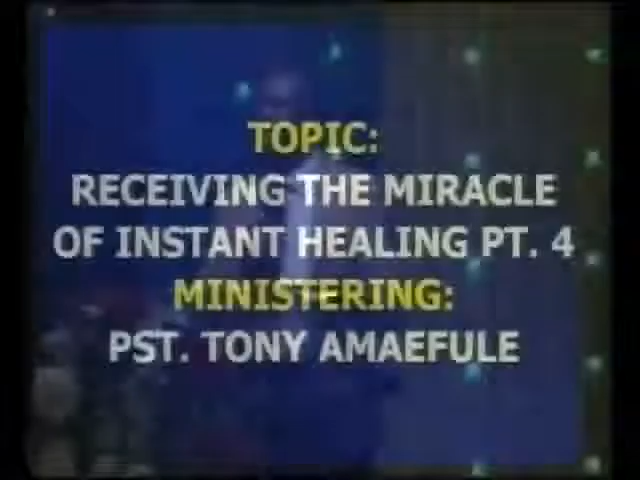 TOPIC:
RECEIVING THE MIRACLE
OF INSTANT HEALING PT. 4
MINISTERING:
PST. TONY AMAEFULE